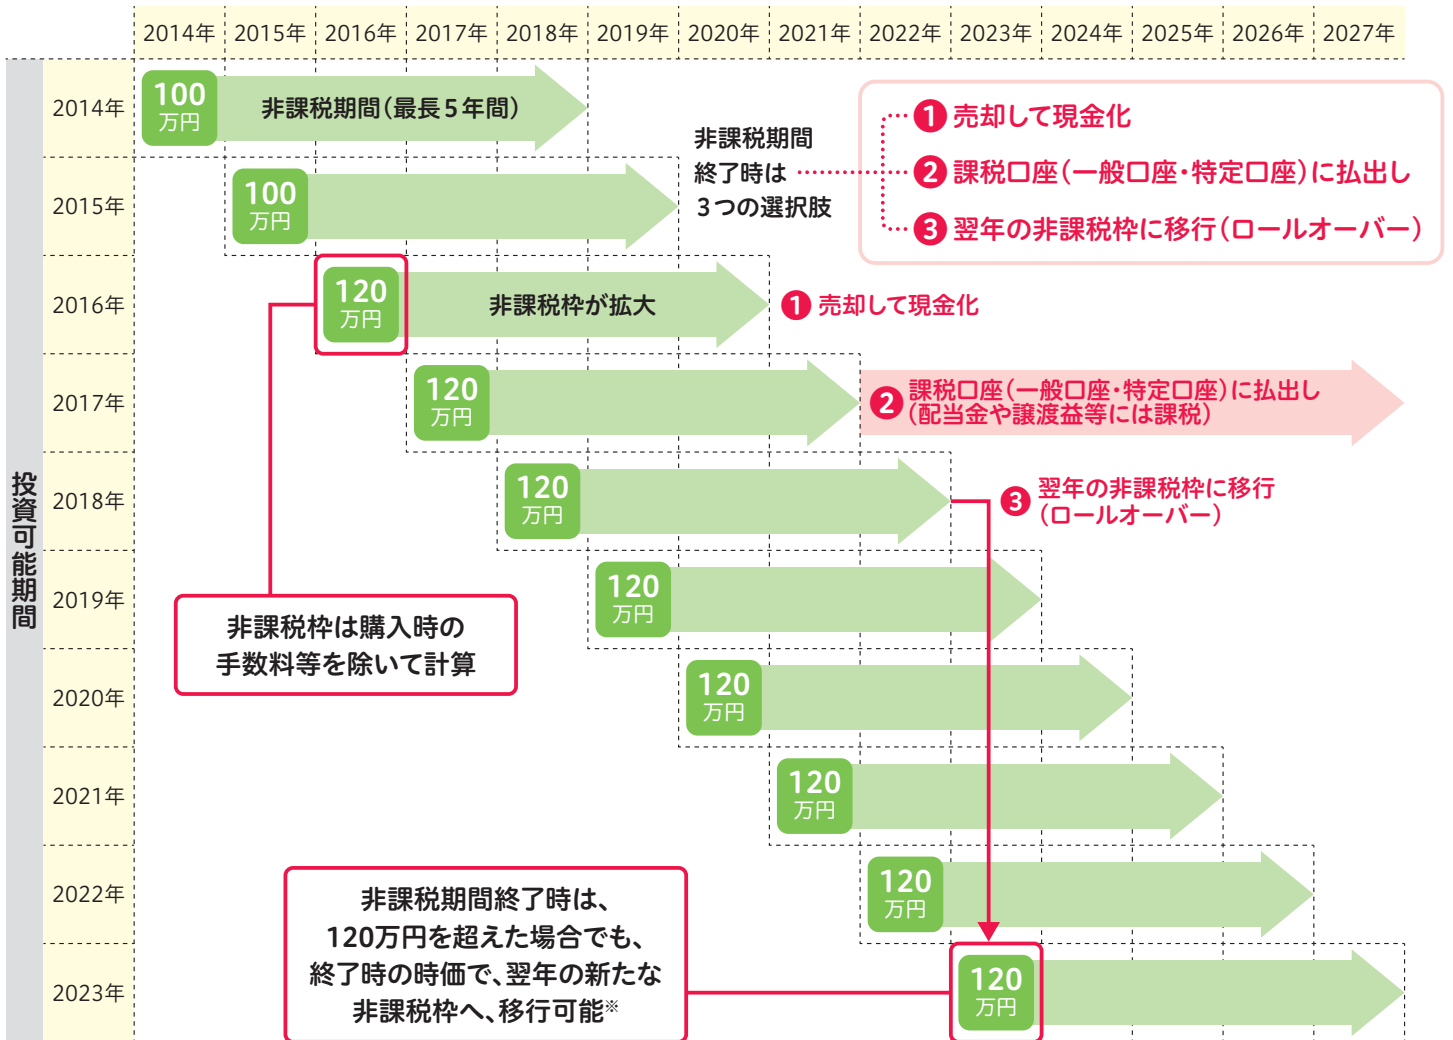 2014年 2015年 2016年 2017年 2018年 2019年 2020年 2021年 2022年 2023年 2024年 2025年 2026年 2027年
投資可能期間
2014年
100
万円
非課税期間(最長5年間)
非課税期間
終了時は
3つの選択肢
❶ 売却して現金化
❷ 課税口座(一般口座・特定口座)に払出し
❸ 翌年の非課税枠に移行(ロールオーバー)
2015年
100
万円
2016年
120
万円
非課税枠が拡大
❶ 売却して現金化
2017年
120
万円
❷ 課税口座(一般口座・特定口座)に払出し
(配当金や譲渡益等には課税)
2018年
120
万円
❸ 翌年の非課税枠に移行
(ロールオーバー)
2019年
120
万円
非課税枠は購入時の
手数料等を除いて計算
2020年
120
万円
2021年
120
万円
2022年
120
万円
非課税期間終了時は、
120万円を超えた場合でも、
終了時の時価で、翌年の新たな
非課税枠へ、移行可能※
2023年
120
万円